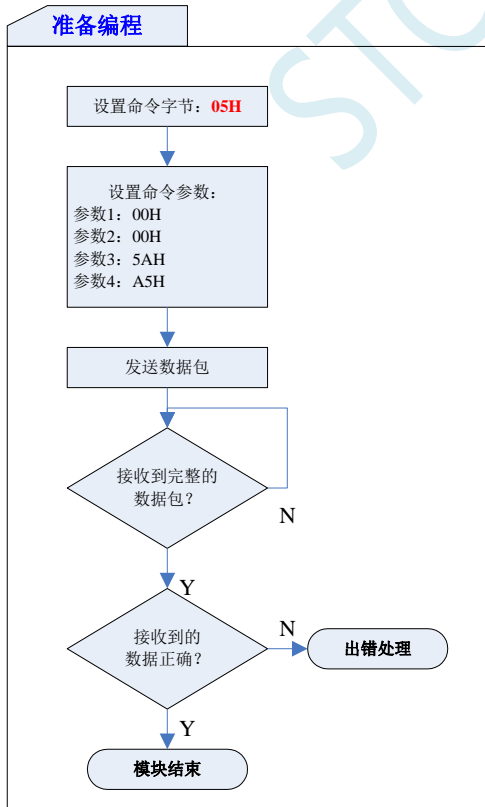 准备编程
STC
设置命令字节：05H
设置命令参数：
参数1：00H
参数2：00H
参数3：5AH
参数4：A5H
发送数据包
接收到完整的
数据包？
N
Y
接收到的
数据正确？
N
出错处理
Y
模块结束